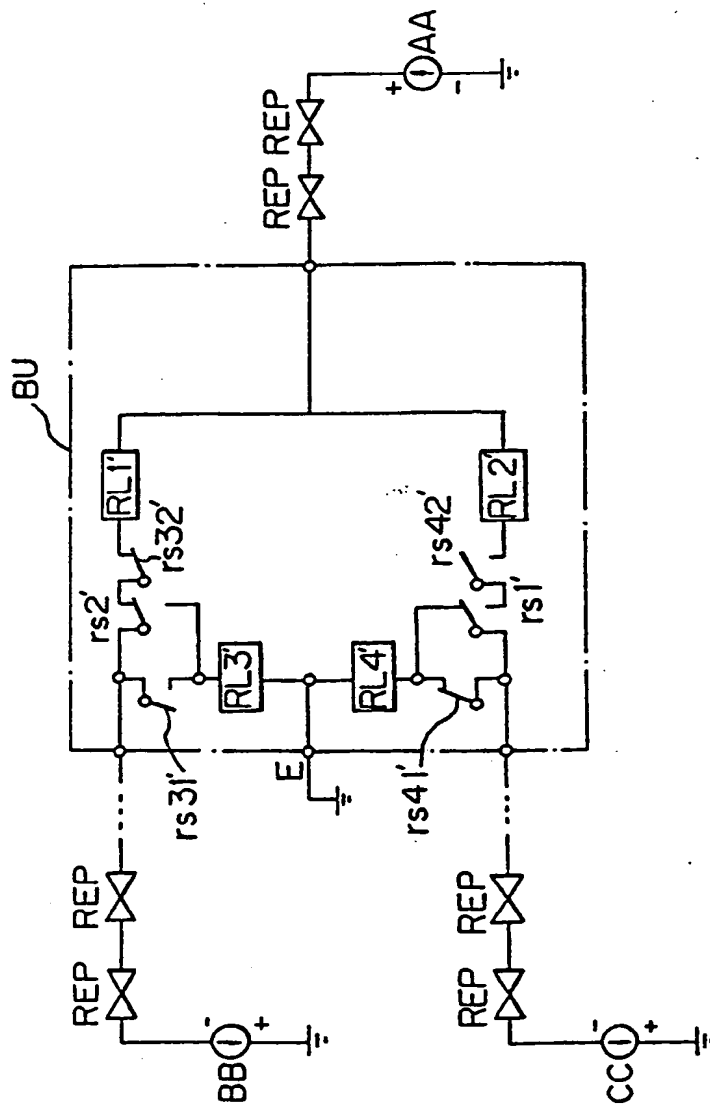 BU
REP REP
+
AA
-
RL1'
rs32'
rs2'
RL2'
rs42'
rs1'
RL3'
RL4'
rs31'
E
rs41'
REP
REP
-
BB
+
REP
REP
-
CC
+